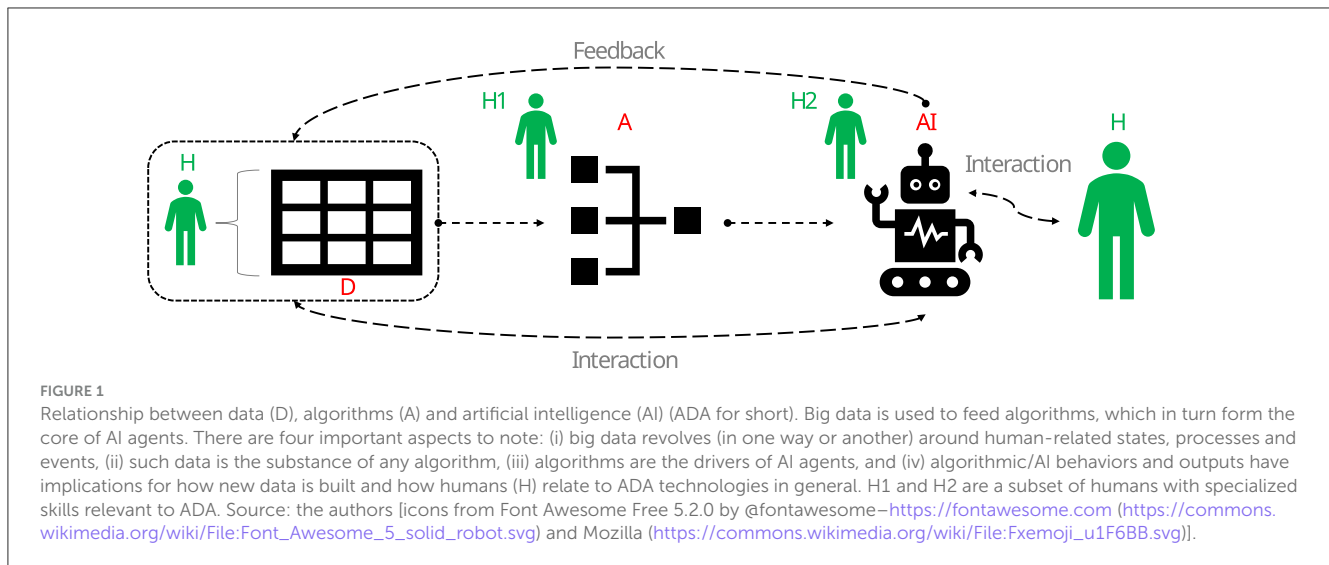 Feedback
H1
A
H2
AI
H
H
Interaction
D
Interaction
FIGURE 1
Relationship between data (D), algorithms (A) and artificial intelligence (AI) (ADA for short). Big data is used to feed algorithms, which in turn form the
core of AI agents. There are four important aspects to note: (i) big data revolves (in one way or another) around human-related states, processes and
events, (ii) such data is the substance of any algorithm, (iii) algorithms are the drivers of AI agents, and (iv) algorithmic/AI behaviors and outputs have
implications for how new data is built and how humans (H) relate to ADA technologies in general. H1 and H2 are a subset of humans with specialized
skills relevant to ADA. Source: the authors [icons from Font Awesome Free 5.2.0 by @fontawesome–https://fontawesome.com (https://commons.
wikimedia.org/wiki/File:Font_Awesome_5_solid_robot.svg) and Mozilla (https://commons.wikimedia.org/wiki/File:Fxemoji_u1F6BB.svg)].